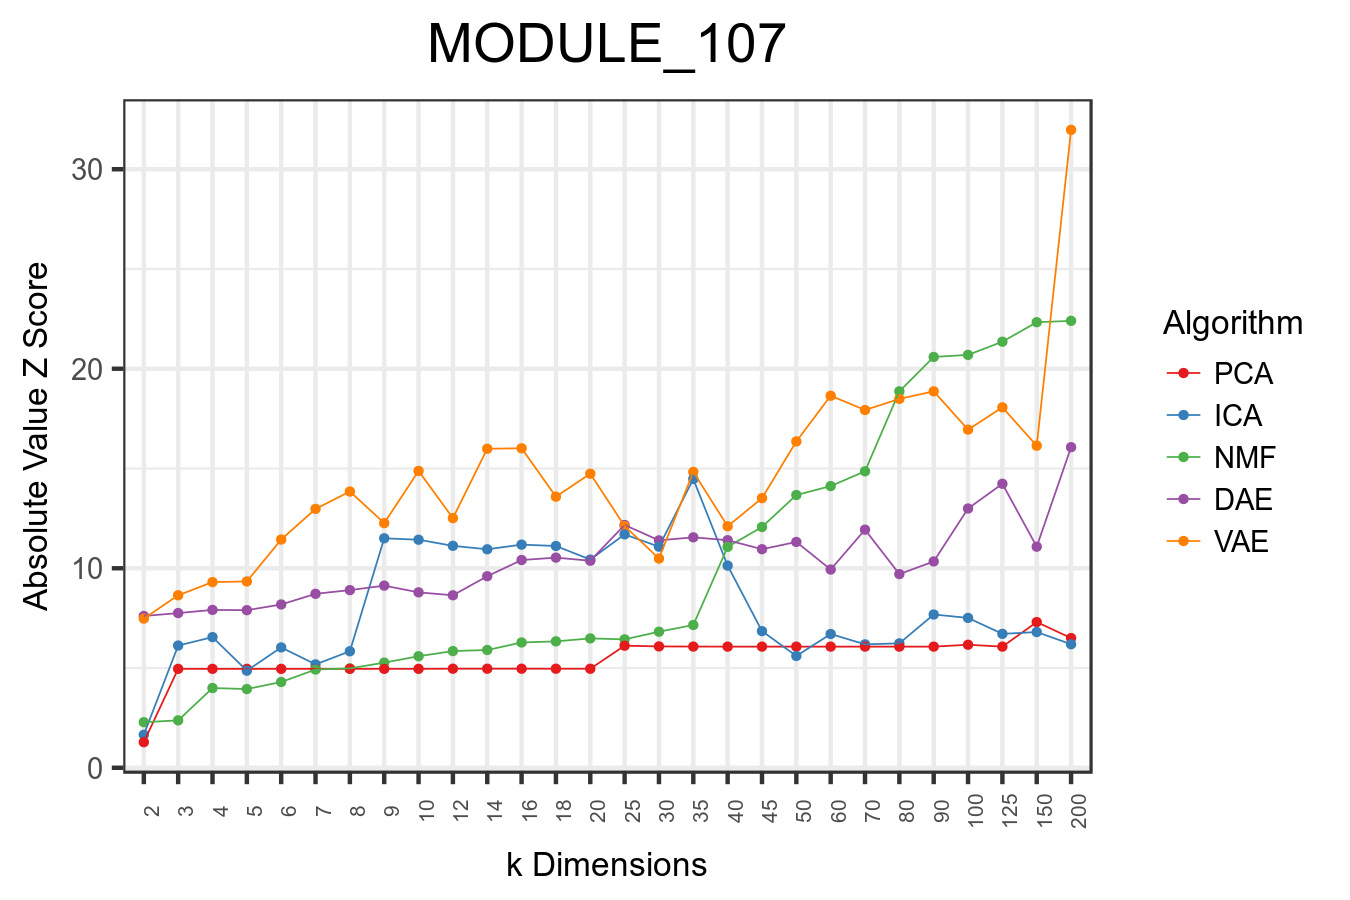 MODULE_107
Absolute Value Z Score
30
20
10
0
2 3 4 5 6 7 8 9 10 12 14 16 18 20 25 30 35 40 45 50 60 70 80 90 100 125 150 200
k Dimensions
Algorithm
PCA
ICA
NMF
DAE
VAE